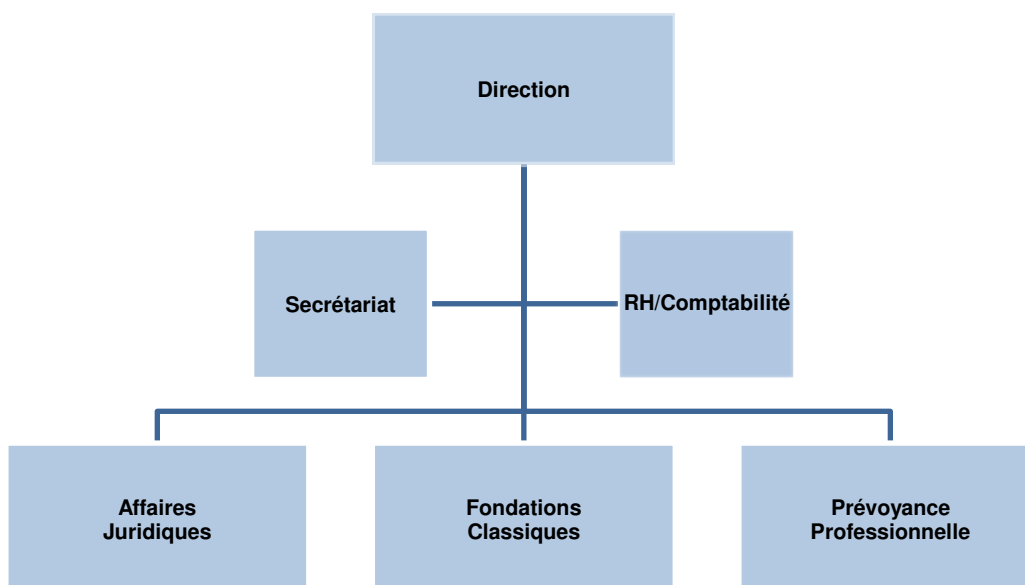 Direction
Secrétariat
RH/Comptabilité
Affaires
Juridiques
Fondations
Classiques
Prévoyance
Professionnelle